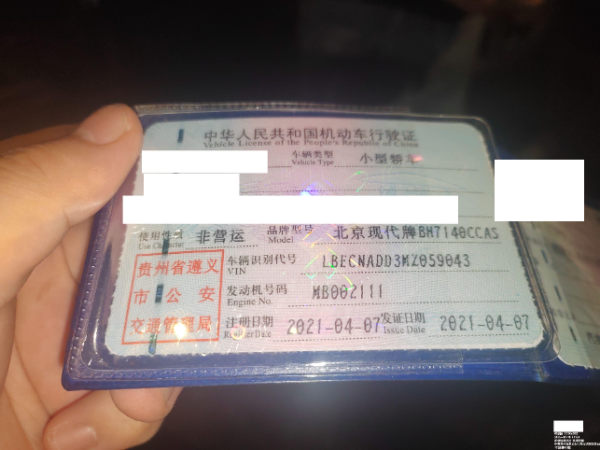 中华人民共和国机动车行驶证
Vehicle License of the People's Republic of China
车辆类型 小型轿车
Vehicle Type
使用性质 非营运 品牌型号 北京现代牌BH7140CCAS
Use Character Model
贵州省遵义 车辆识别代号 LBECNADD3MZ059043
VIN
市公安 发动机号码 MB002111
Engine No.
交通管理局 注册日期 2021-04-07 发证日期 2021-04-07
Register Date Issue Date